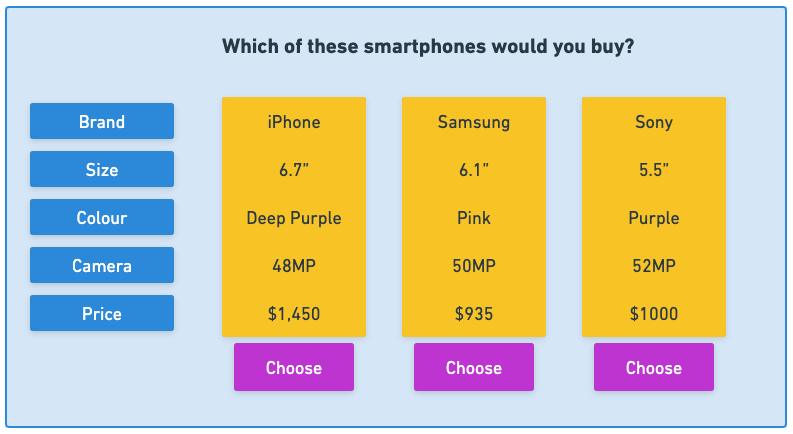 Which of these smartphones would you buy?
Brand iPhone Samsung Sony
Size 6.7” 6.1” 5.5”
Colour Deep Purple Pink Purple
Camera 48MP 50MP 52MP
Price $1,450 $935 $1000
Choose Choose Choose